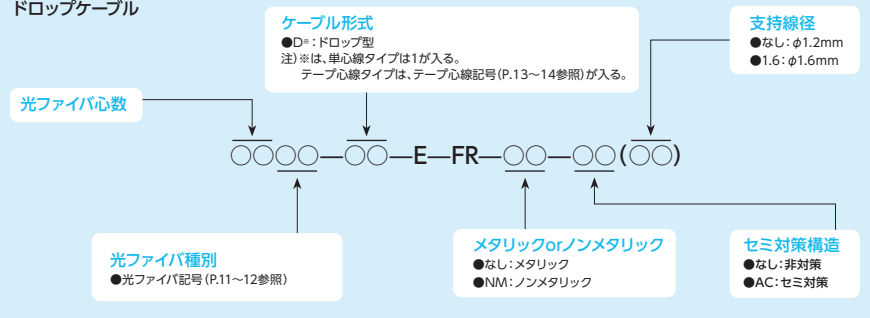 ドロップケーブル
ケーブル形式
●D※：ドロップ型
注）※は、単心線タイプは1が入る。
テープ心線タイプは、テープ心線記号(P.13～14参照)が入る。
支持線径
●なし：φ1.2mm
●1.6：φ1.6mm
光ファイバ心数
○○○○―○○―E―FR―○○―○○(○○)
光ファイバ種別
●光ファイバ記号(P.11～12参照)
メタリックorノンメタリック
●なし：メタリック
●NM：ノンメタリック
セミ対策構造
●なし：非対策
●AC：セミ対策